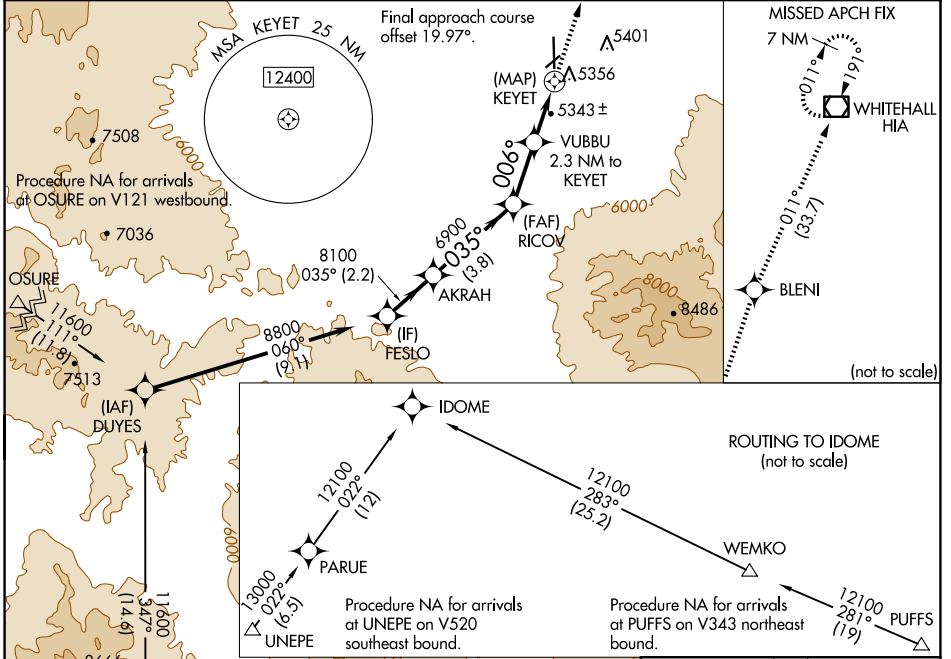 MSA KEYET 25 NM
12400
Final approach course
offset 19.97°.
5401
5356
(MAP)
KEYET
5343 ±
VUBBU
2.3 NM to
KEYET
006°
(FAF)
RICOV
6000
7508
Procedure NA for arrivals
at OSURE on V121 westbound.
7036
6000
6900
035°
(3.8)
8100
035° (2.2)
AKRAH
(IF)
FESLO
8000
8486
OSURE
11600
111°
(11.8)
7513
8800
060°
(9.1)
(IAF)
DUYES
11600
347°
(14.6)
6000
MISSED APCH FIX
7 NM
011°
191°
WHITEHALL
HIA
011°
(33.7)
BLENI
(not to scale)
IDOME
ROUTING TO IDOME
(not to scale)
12100
022°
(12)
12100
283°
(25.2)
PARUE
WEMKO
13000
022°
(6.5)
UNEPE
Procedure NA for arrivals
at UNEPE on V520
southeast bound.
Procedure NA for arrivals
at PUFFS on V343 northeast
bound.
12100
281°
(19)
PUFFS